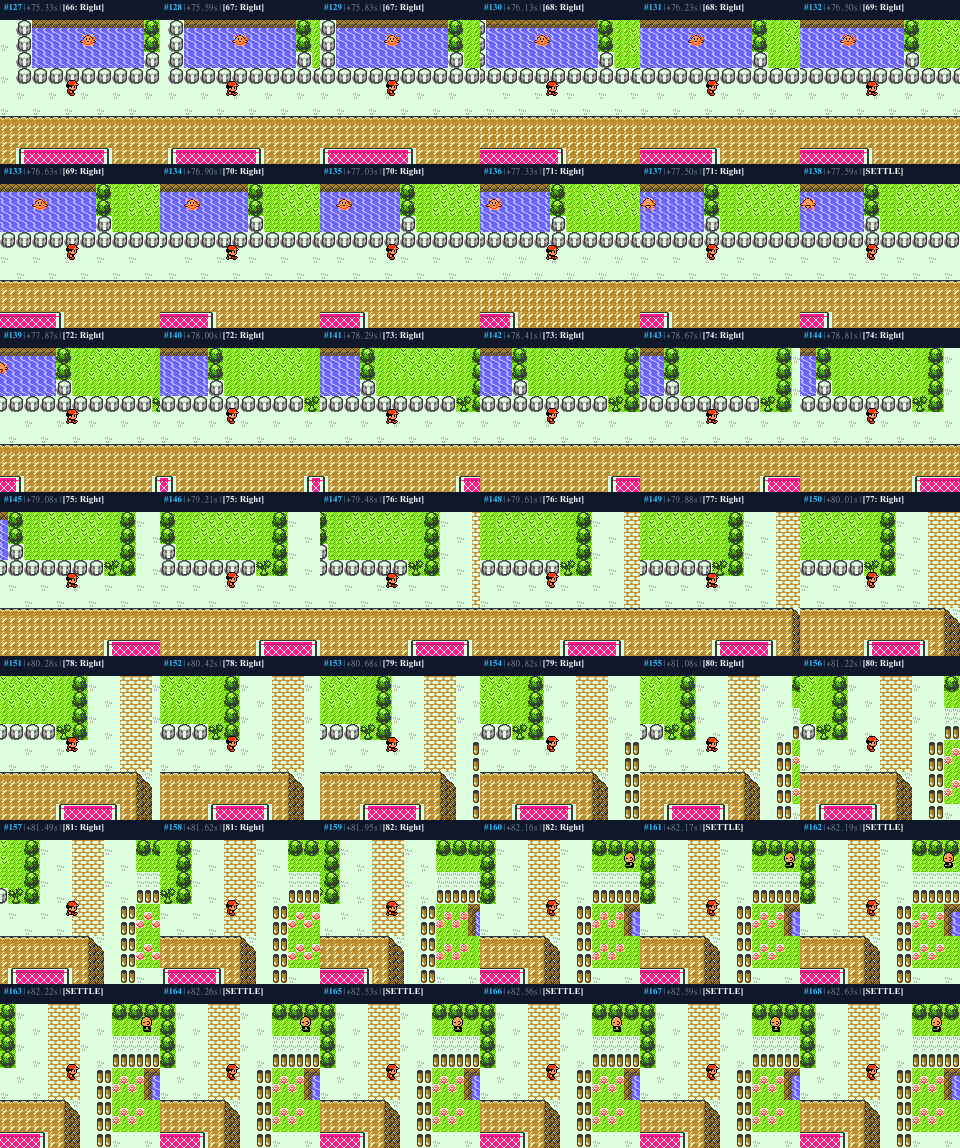 #127 | +75.33s | [66: Right] #128 | +75.59s | [67: Right] #129 | +75.83s | [67: Right] #130 | +76.13s | [68: Right] #131 | +76.23s | [68: Right] #132 | +76.50s | [69: Right]
#133 | +76.63s | [69: Right] #134 | +76.90s | [70: Right] #135 | +77.03s | [70: Right] #136 | +77.33s | [71: Right] #137 | +77.50s | [71: Right] #138 | +77.59s | [SETTLE]
#139 | +77.87s | [72: Right] #140 | +78.00s | [72: Right] #141 | +78.29s | [73: Right] #142 | +78.41s | [73: Right] #143 | +78.67s | [74: Right] #144 | +78.81s | [74: Right]
#145 | +79.08s | [75: Right] #146 | +79.21s | [75: Right] #147 | +79.48s | [76: Right] #148 | +79.61s | [76: Right] #149 | +79.88s | [77: Right] #150 | +80.01s | [77: Right]
#151 | +80.28s | [78: Right] #152 | +80.42s | [78: Right] #153 | +80.68s | [79: Right] #154 | +80.82s | [79: Right] #155 | +81.08s | [80: Right] #156 | +81.22s | [80: Right]
#157 | +81.49s | [81: Right] #158 | +81.62s | [81: Right] #159 | +81.95s | [82: Right] #160 | +82.16s | [82: Right] #161 | +82.17s | [SETTLE] #162 | +82.19s | [SETTLE]
#163 | +82.22s | [SETTLE] #164 | +82.26s | [SETTLE] #165 | +82.53s | [SETTLE] #166 | +82.56s | [SETTLE] #167 | +82.59s | [SETTLE] #168 | +82.63s | [SETTLE]